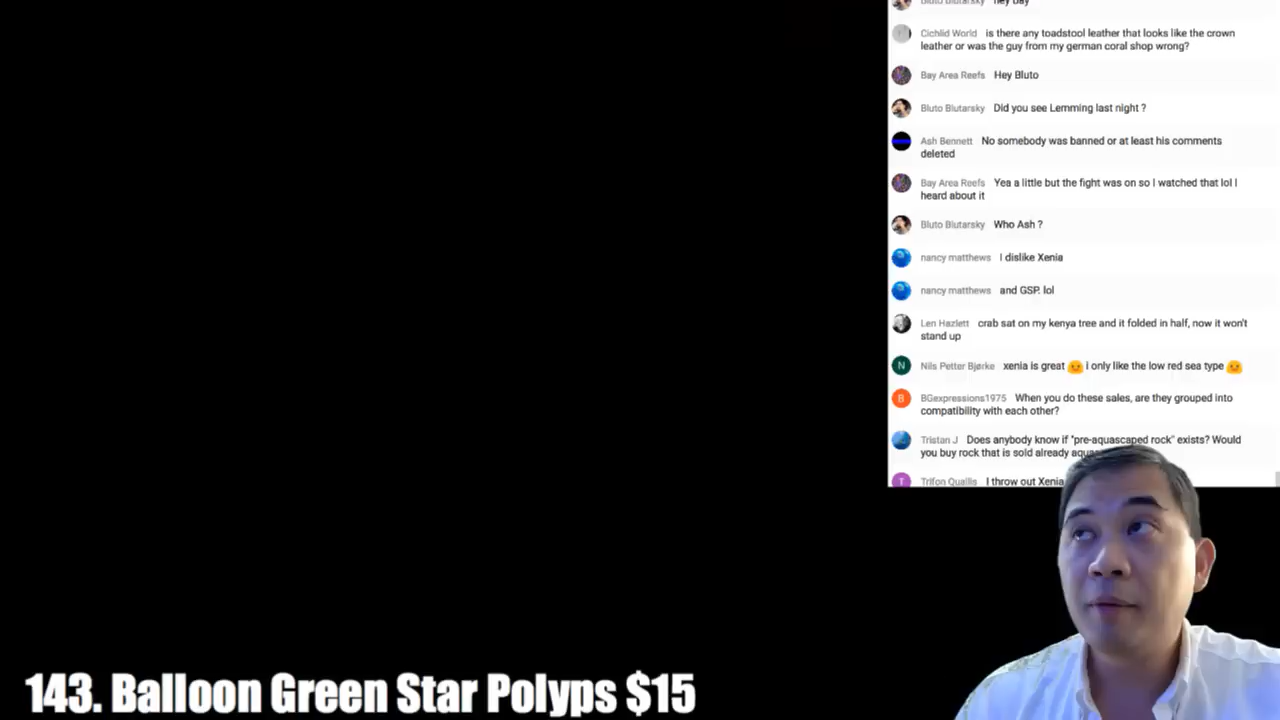 Bluto Blutarsky hey Bay
Cichlid World is there any toadstool leather that looks like the crown
leather or was the guy from my german coral shop wrong?
Bay Area Reefs Hey Bluto
Bluto Blutarsky Did you see Lemming last night ?
Ash Bennett No somebody was banned or at least his comments
deleted
Bay Area Reefs Yea a little but the fight was on so I watched that lol I
heard about it
Bluto Blutarsky Who Ash ?
nancy matthews I dislike Xenia
nancy matthews and GSP. lol
Len Hazlett crab sat on my kenya tree and it folded in half, now it won't
stand up
N Nils Petter Bjørke xenia is great I only like the low red sea type
B BGexpressions1975 When you do these sales, are they grouped into
compatibility with each other?
Tristan J Does anybody know if "pre-aquascaped rock" exists? Would
you buy rock that is sold already
T Trifon Quallis I throw out Xenia
143. Balloon Green Star Polyps $15